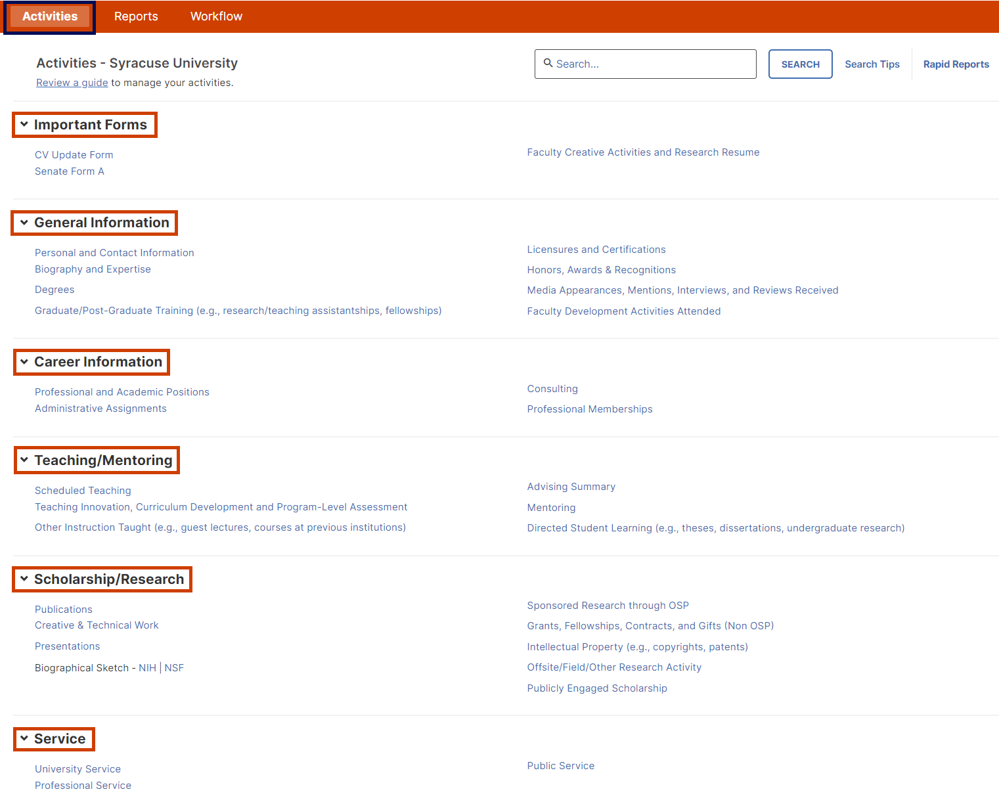 Activities Reports Workflow
Activities - Syracuse University
Review a guide to manage your activities.
Search... SEARCH Search Tips Rapid Reports
Important Forms
CV Update Form
Senate Form A
Faculty Creative Activities and Research Resume
General Information
Personal and Contact Information
Biography and Expertise
Degrees
Graduate/Post-Graduate Training (e.g., research/teaching assistantships, fellowships)
Licensures and Certifications
Honors, Awards & Recognitions
Media Appearances, Mentions, Interviews, and Reviews Received
Faculty Development Activities Attended
Career Information
Professional and Academic Positions
Administrative Assignments
Consulting
Professional Memberships
Teaching/Mentoring
Scheduled Teaching
Teaching Innovation, Curriculum Development and Program-Level Assessment
Other Instruction Taught (e.g., guest lectures, courses at previous institutions)
Advising Summary
Mentoring
Directed Student Learning (e.g., theses, dissertations, undergraduate research)
Scholarship/Research
Publications
Creative & Technical Work
Presentations
Biographical Sketch - NIH | NSF
Sponsored Research through OSP
Grants, Fellowships, Contracts, and Gifts (Non OSP)
Intellectual Property (e.g., copyrights, patents)
Offsite/Field/Other Research Activity
Publicly Engaged Scholarship
Service
University Service
Professional Service
Public Service